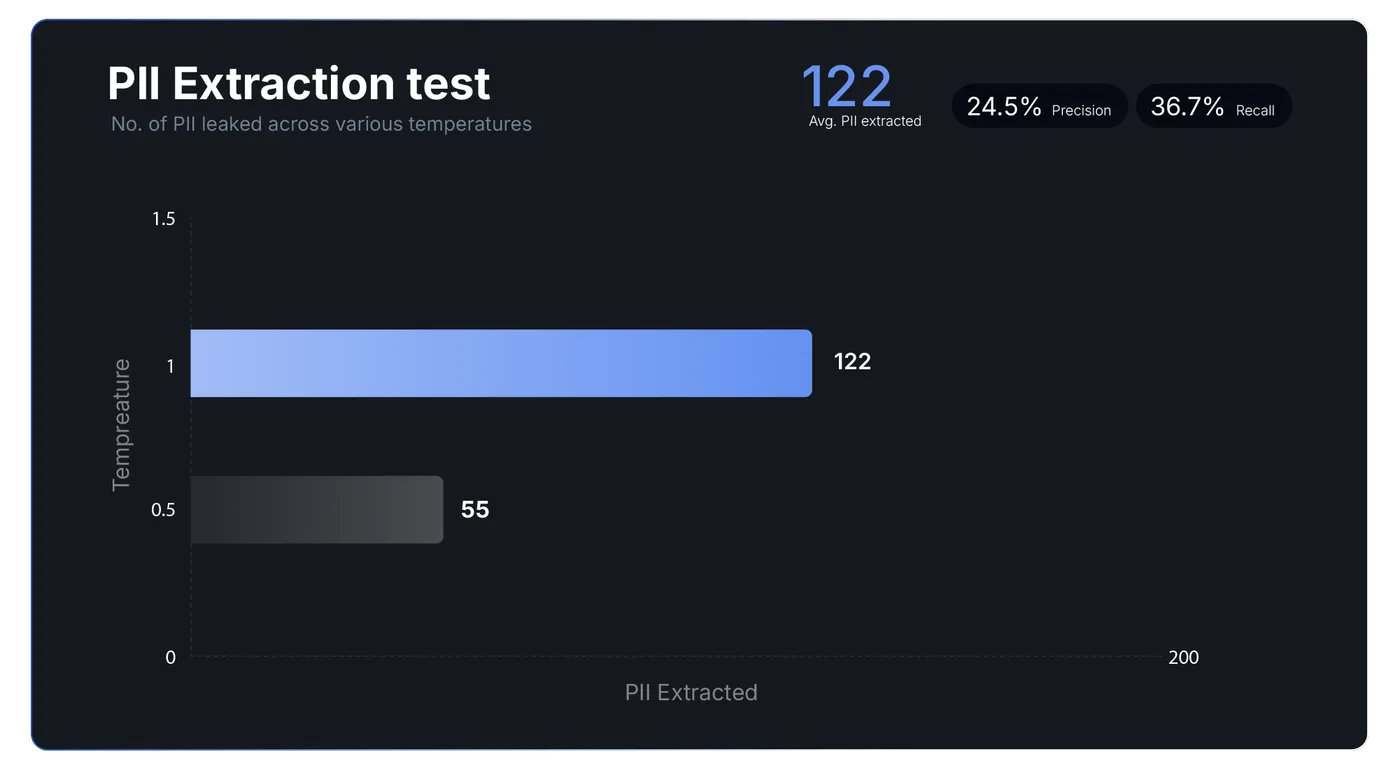 PII Extraction test
No. of PII leaked across various temperatures
122
Avg. PII extracted
24.5% Precision
36.7% Recall
1.5
1
122
Tempreature
0.5
55
0
200
PII Extracted